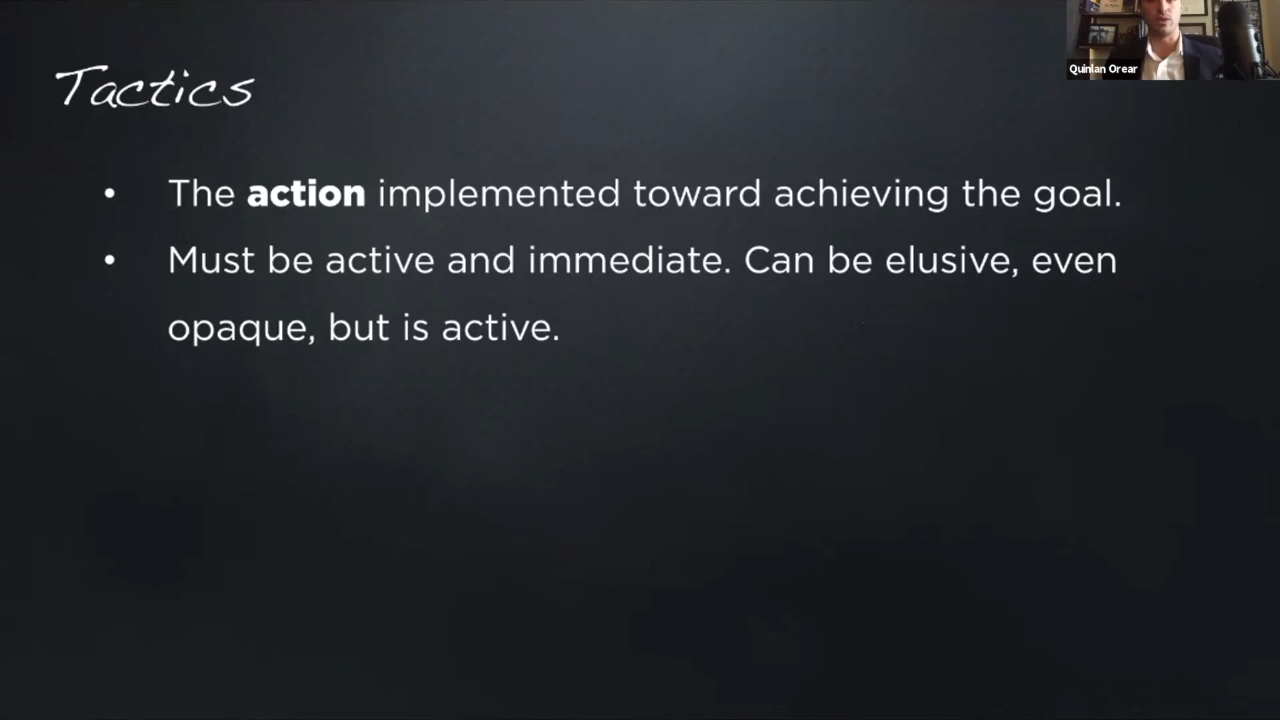 Tactics
Quinlan Orear
• The action implemented toward achieving the goal.
• Must be active and immediate. Can be elusive, even
opaque, but is active.